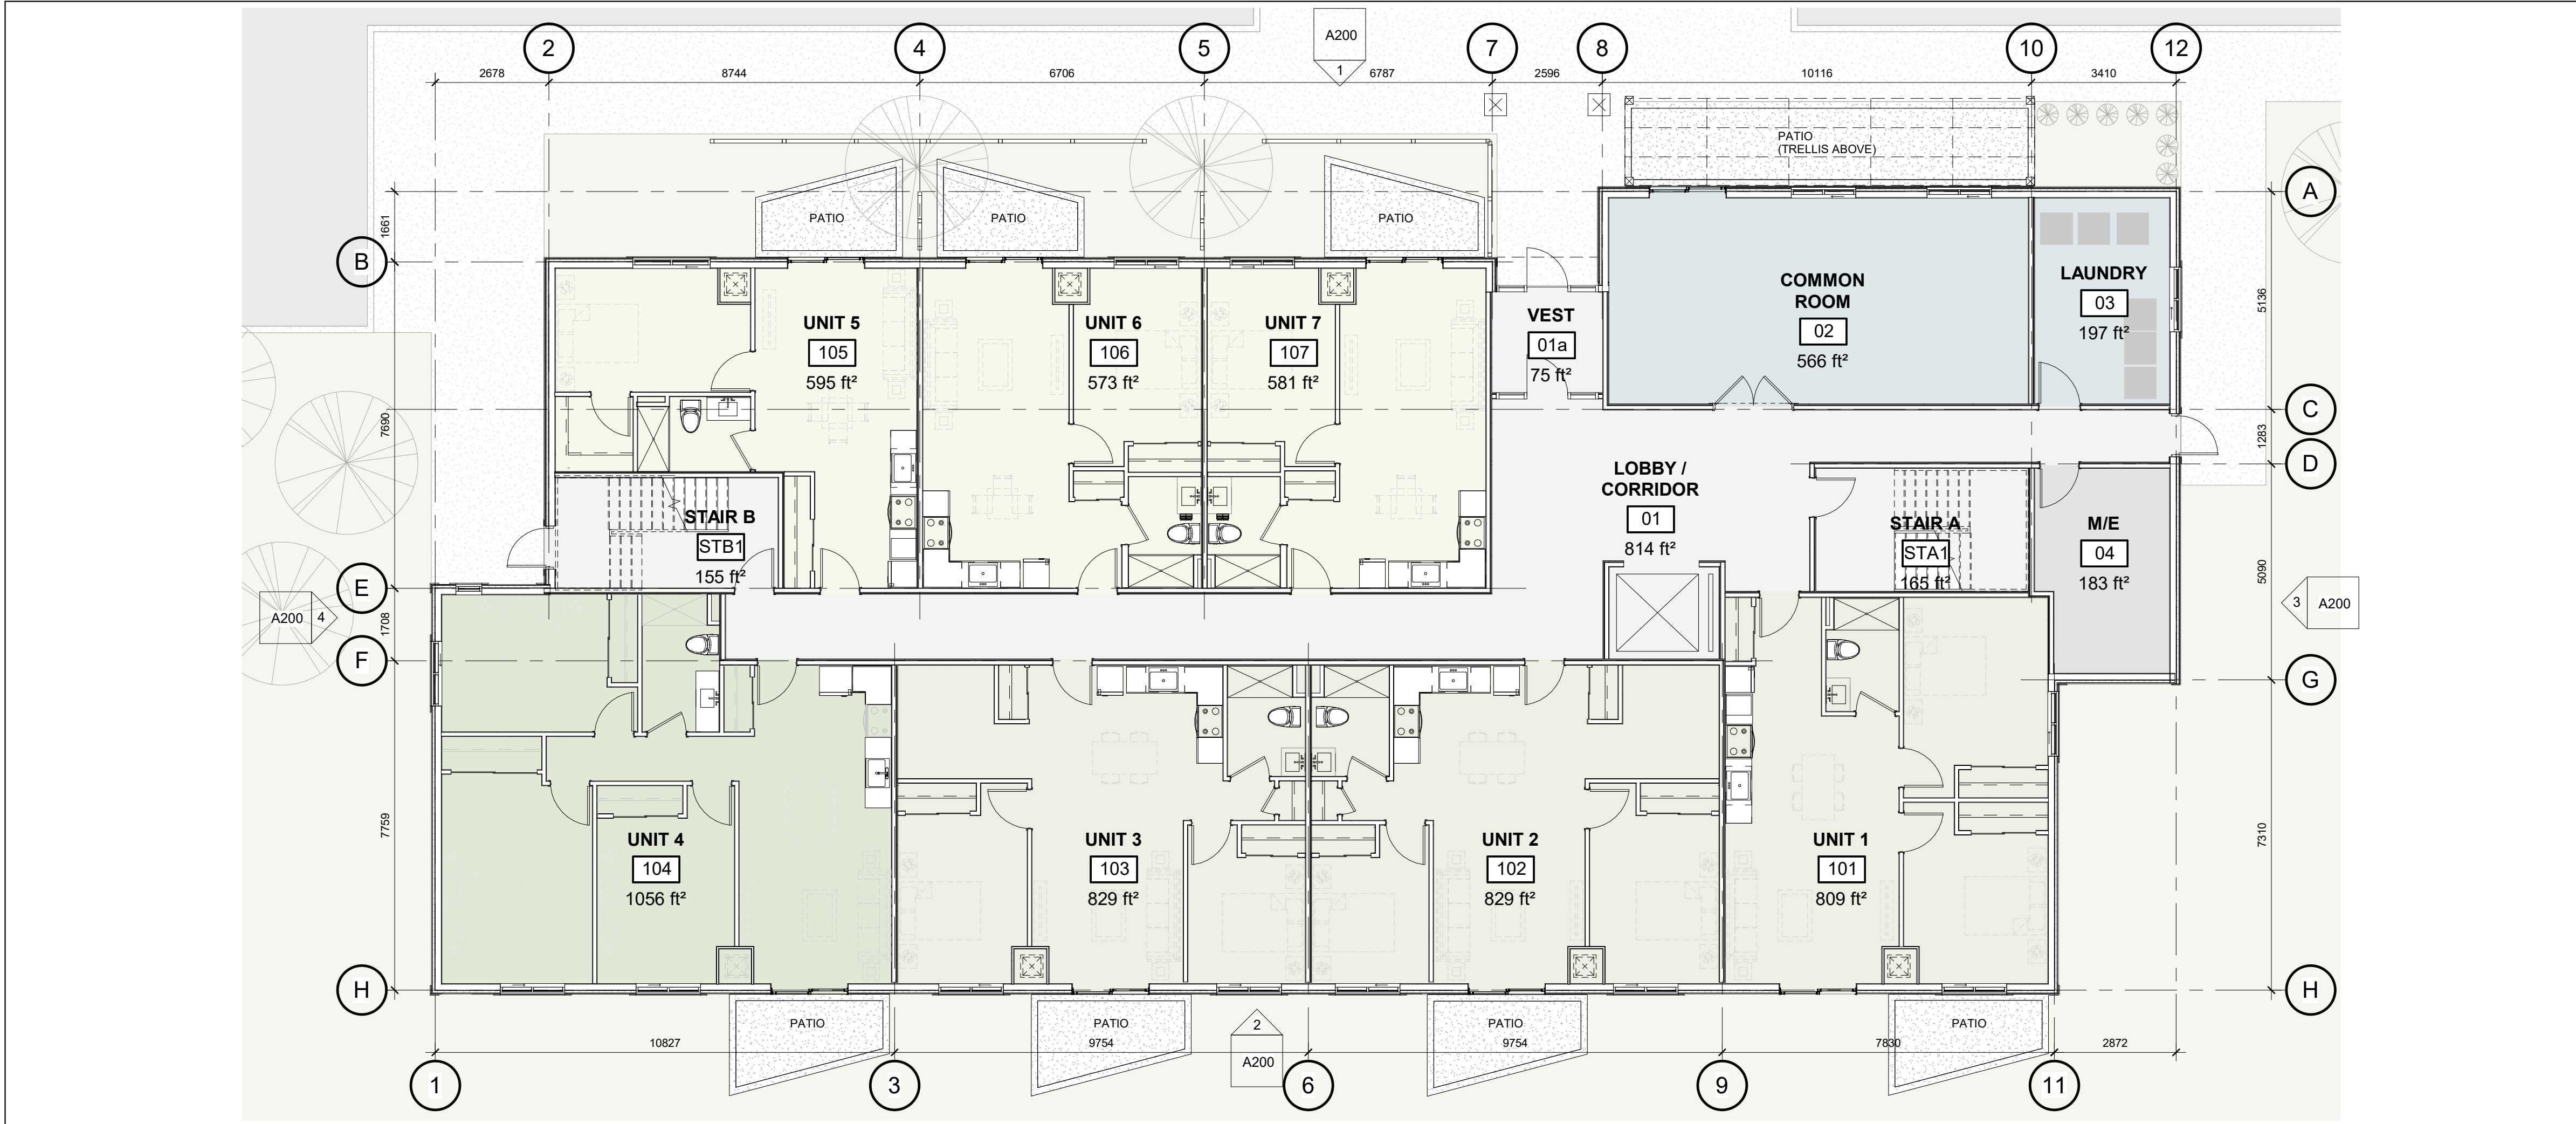 2
4
5
A200
1
7
8
10
12
2678
8744
6706
6787
2596
10116
3410
PATIO
(TRELLIS ABOVE)
A
1661
PATIO
PATIO
PATIO
B
COMMON
ROOM
02
566 ft²
LAUNDRY
03
197 ft²
5136
UNIT 5
105
595 ft²
UNIT 6
106
573 ft²
UNIT 7
107
581 ft²
VEST
01a
75 ft²
7690
C
1283
D
LOBBY /
CORRIDOR
01
814 ft²
STAIR B
STB1
155 ft²
STAIR A
STA1
165 ft²
M/E
04
183 ft²
5090
E
A200
4
1708
3
A200
F
G
7759
UNIT 4
104
1056 ft²
UNIT 3
103
829 ft²
UNIT 2
102
829 ft²
UNIT 1
101
809 ft²
7310
H
H
PATIO
PATIO
2
A200
PATIO
PATIO
10827
9754
9754
7830
2872
1
3
6
9
11